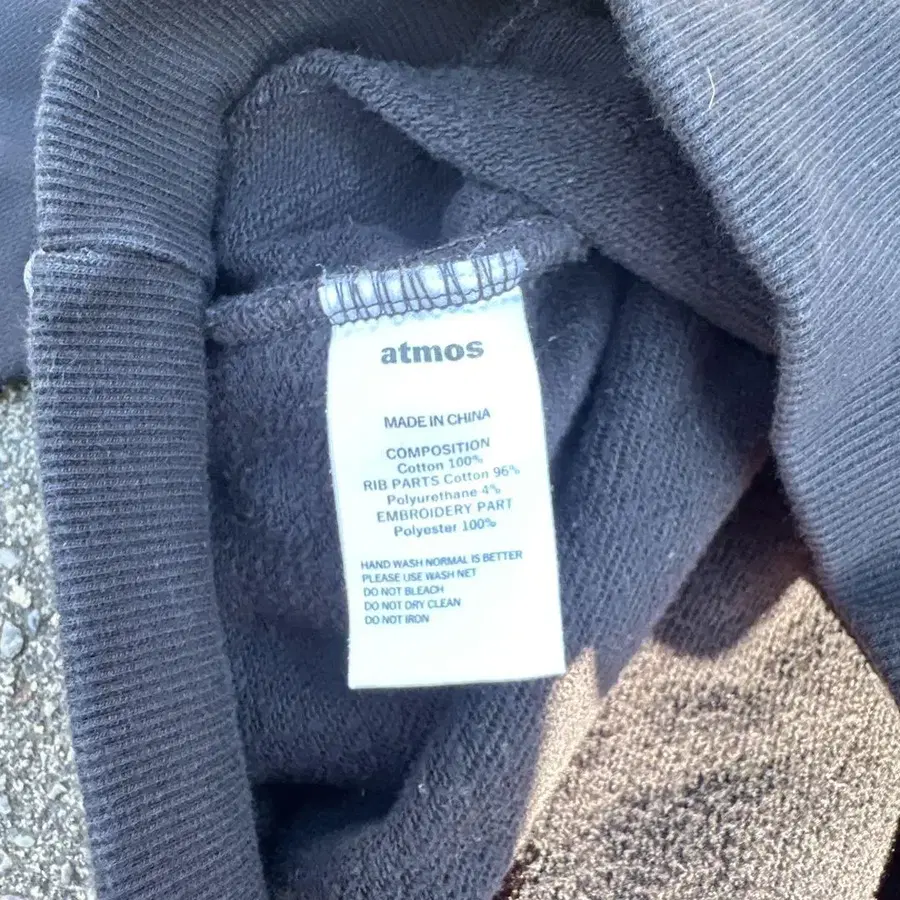 atmos
MADE IN CHINA
COMPOSITION
Cotton 100%
RIB PARTS Cotton 96%
Polyurethane 4%
EMBROIDERY PART
Polyester 100%
HAND WASH NORMAL IS BETTER
PLEASE USE WASH NET
DO NOT BLEACH
DO NOT DRY CLEAN
DO NOT IRON